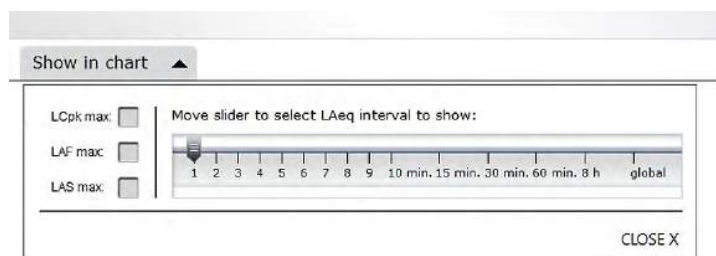 Show in chart
LCpk max:
Move slider to select LAeq interval to show:
LAF max:
LAS max:
1 2 3 4 5 6 7 8 9 10 min. 15 min. 30 min. 60 min. 8 h global
CLOSE X